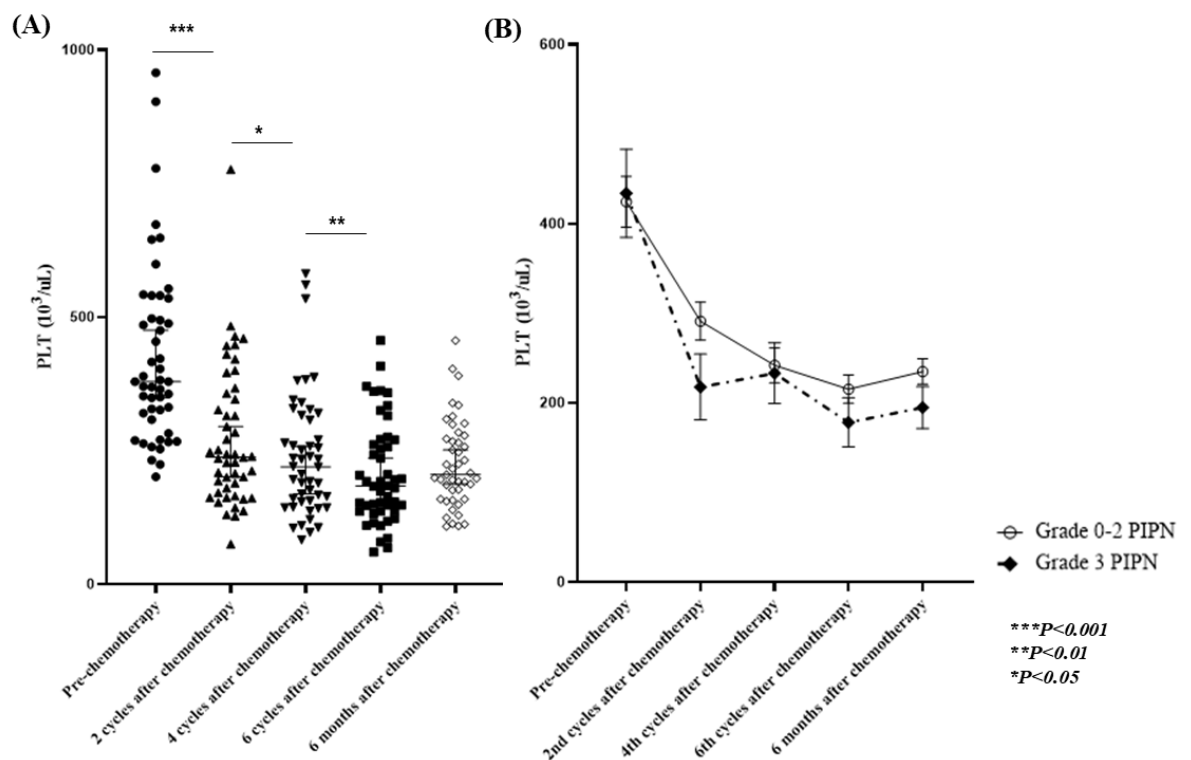 (A)
***
*
**
1000
500
0
PLT (10³/uL)
Pre-chemotherapy
2 cycles after chemotherapy
4 cycles after chemotherapy
6 cycles after chemotherapy
6 months after chemotherapy
(B)
600
400
200
0
PLT (10³/uL)
Pre-chemotherapy
2nd cycles after chemotherapy
4th cycles after chemotherapy
6th cycles after chemotherapy
6 months after chemotherapy
Grade 0-2 PIPN
Grade 3 PIPN
***P<0.001
**P<0.01
*P<0.05